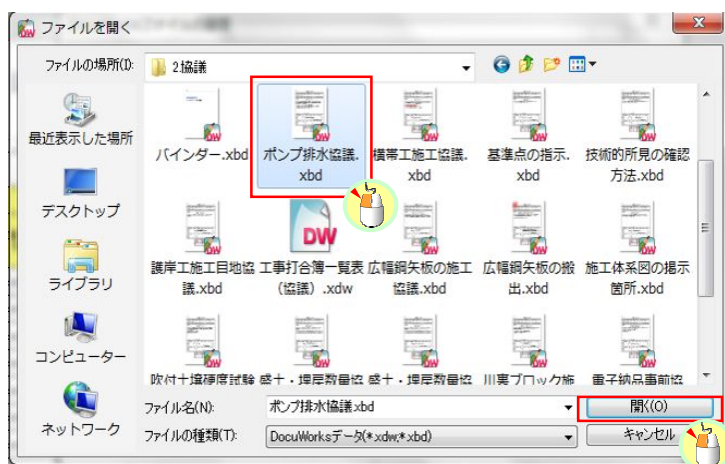 ファイルを開く
ファイルの場所(I):
2.協議
最近表示した場所
デスクトップ
ライブラリ
コンピューター
ネットワーク
バインダー.xbd
ポンプ排水協議.
xbd
横帯工施工協議.
xbd
基準点の指示.
xbd
技術的所見の確認
方法.xbd
DW
護岸工施工目地協
議.xbd
工事打合簿一覧表
（協議）.xdw
広幅鋼矢板の施工
協議.xbd
広幅鋼矢板の搬
出.xbd
施工体系図の掲示
箇所.xbd
ファイル名(N):
ポンプ排水協議.xbd
開く(O)
ファイルの種類(T):
DocuWorksデータ(*.xdw;*.xbd)
キャンセル